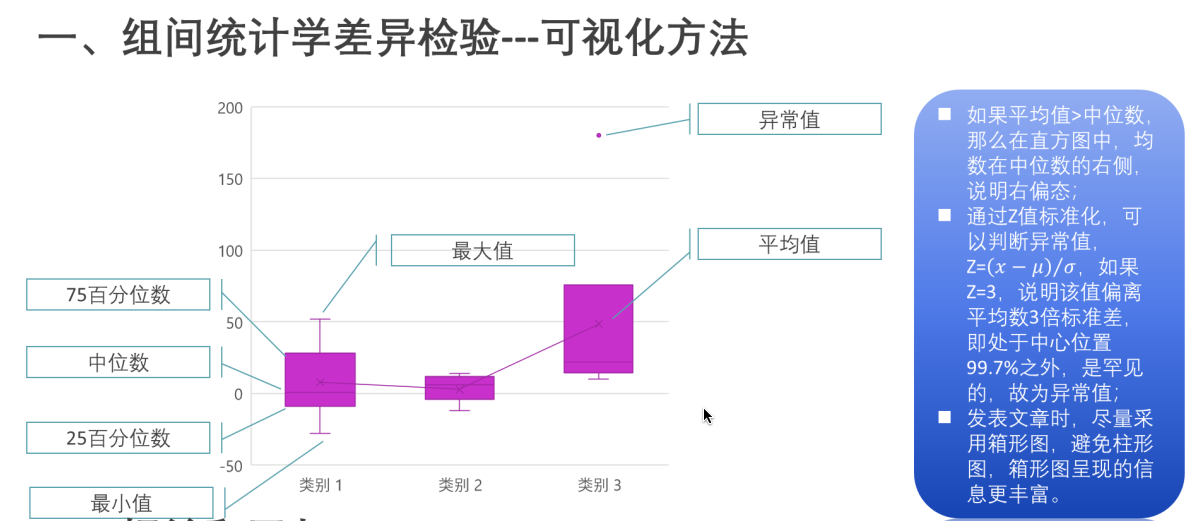 一、组间统计学差异检验---可视化方法
200
150
100
50
0
-50
类别 1
类别 2
类别 3
异常值
最大值
平均值
75百分位数
中位数
25百分位数
最小值
■ 如果平均值>中位数，
那么在直方图中，均
数在中位数的右侧，
说明右偏态；
■ 通过Z值标准化，可
以判断异常值，
Z=(x − μ)/σ，如果
Z=3，说明该值偏离
平均数3倍标准差，
即处于中心位置
99.7%之外，是罕见
的，故为异常值；
■ 发表文章时，尽量采
用箱形图，避免柱形
图，箱形图呈现的信
息更丰富。